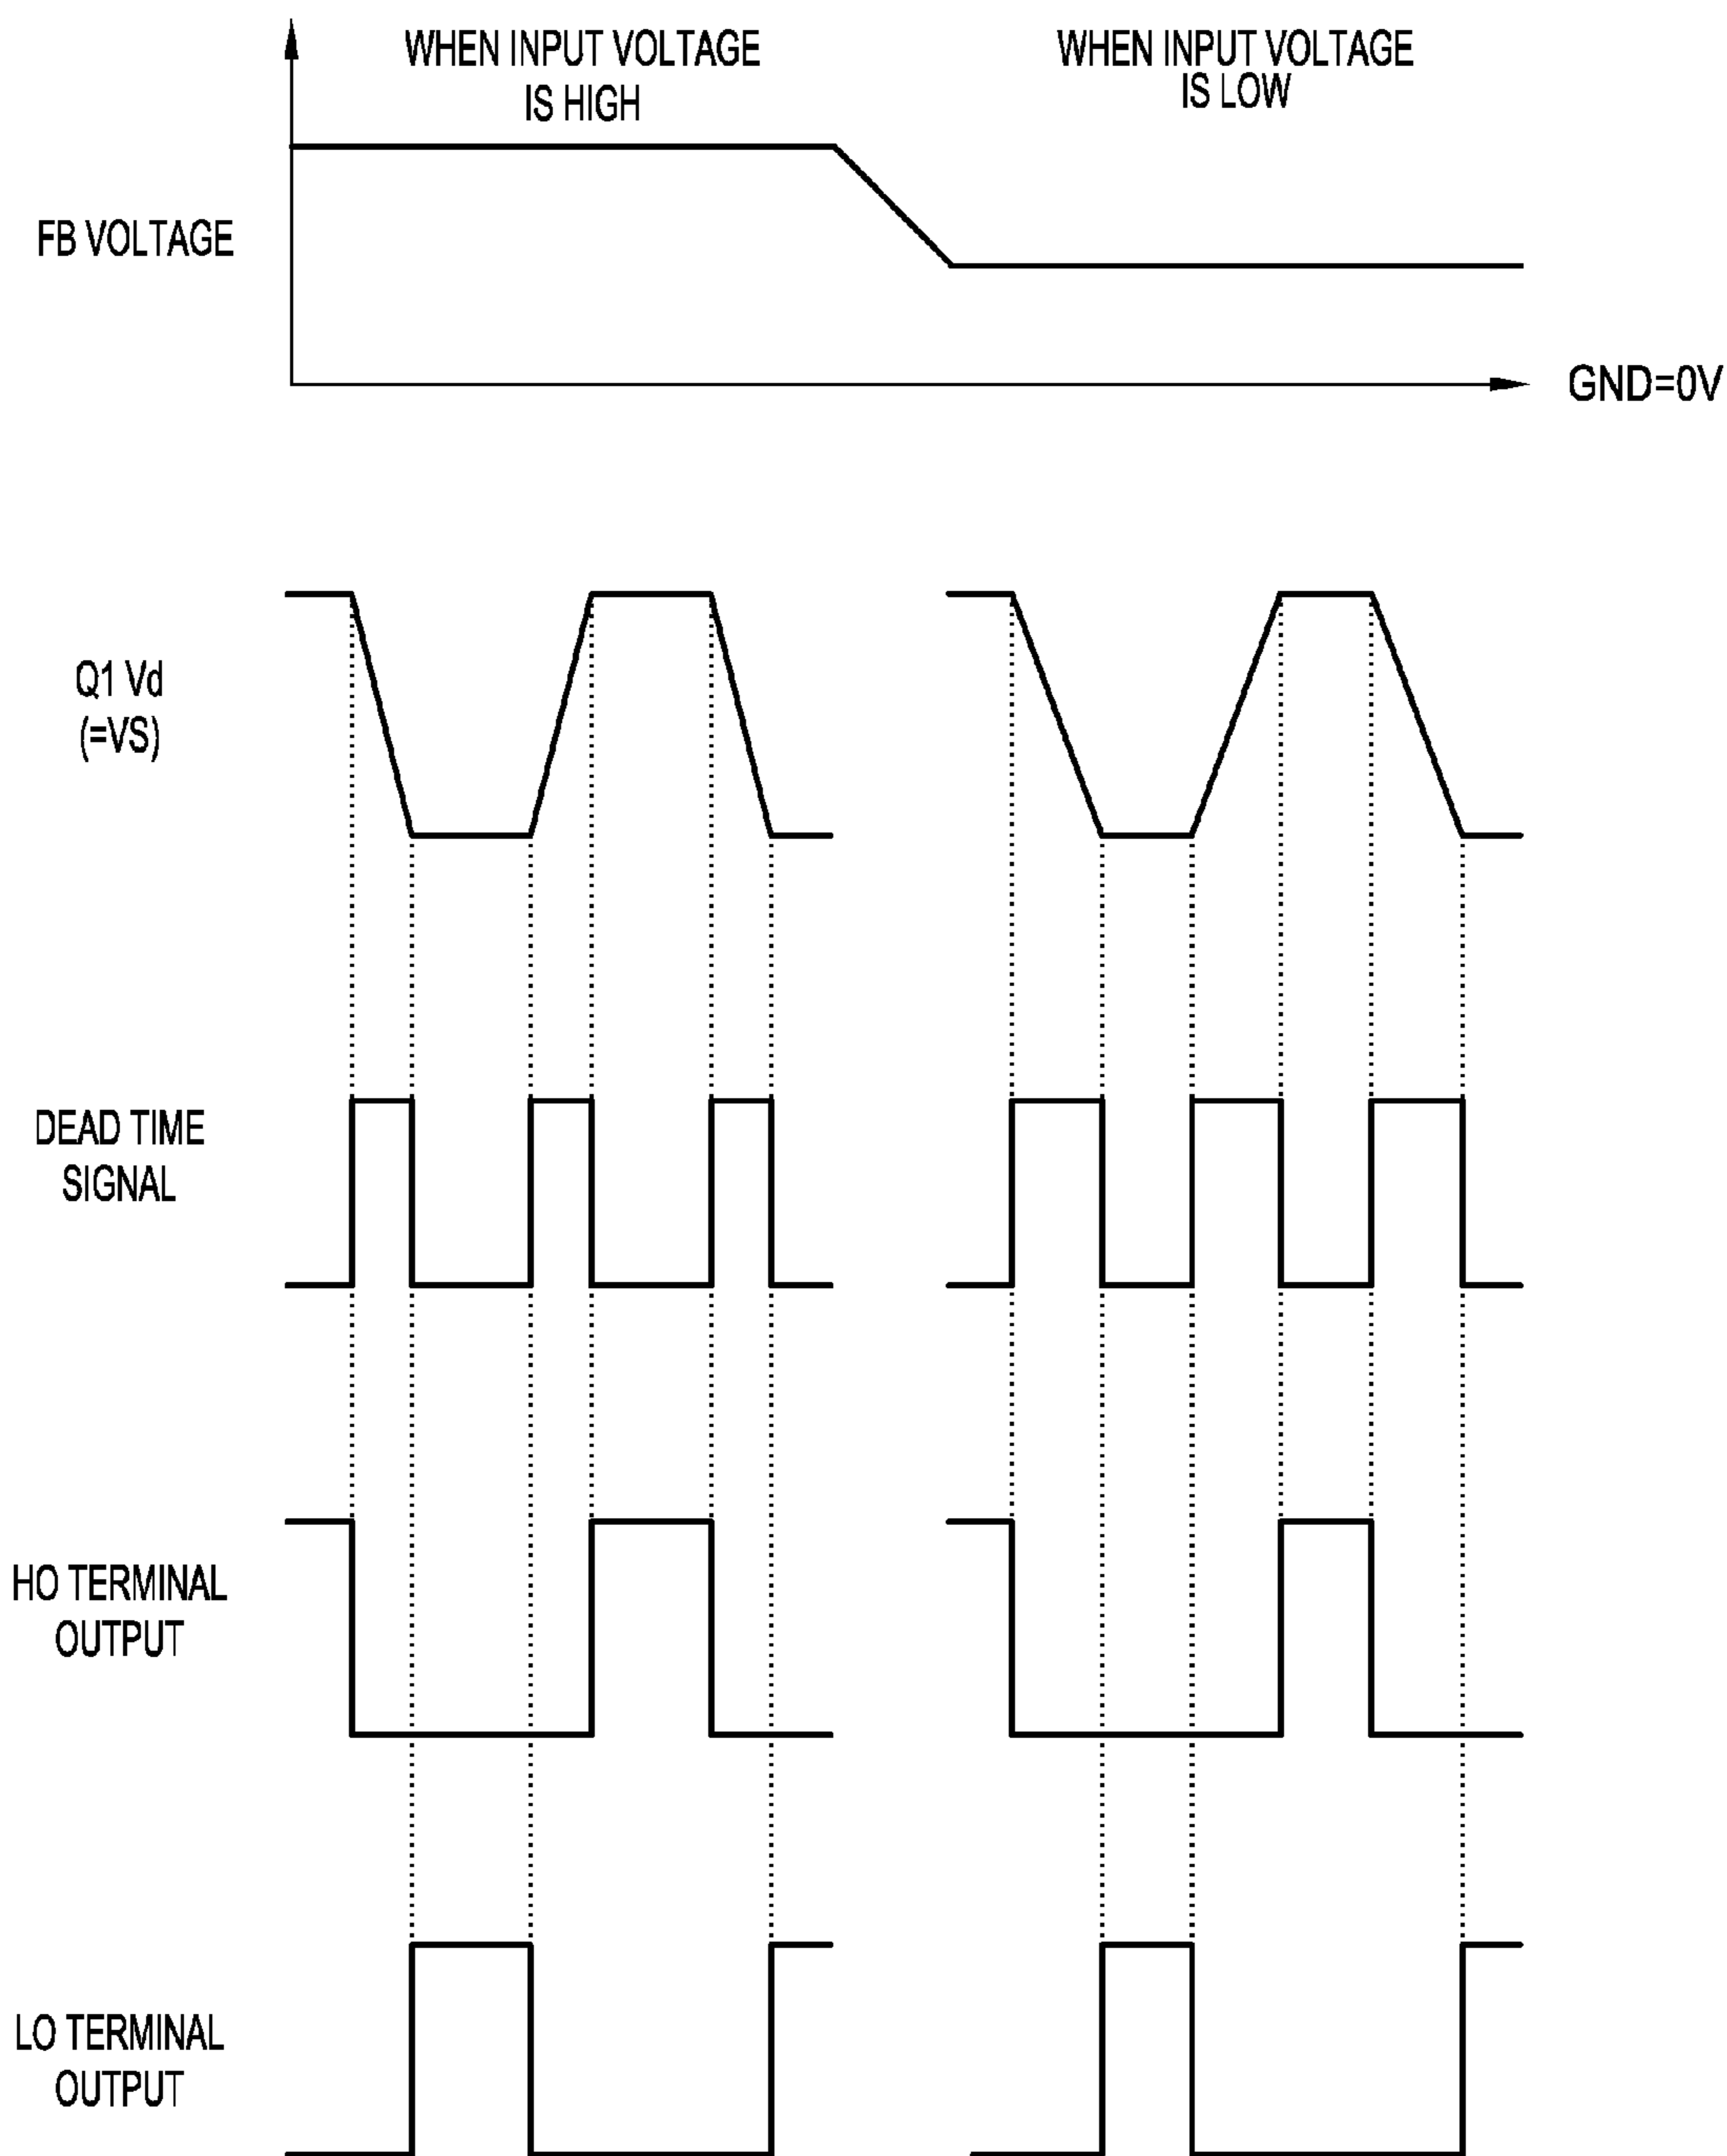 WHEN INPUT VOLTAGE
IS HIGH
WHEN INPUT VOLTAGE
IS LOW
FB VOLTAGE
GND=0V
Q1 Vd
(=VS)
DEAD TIME
SIGNAL
HO TERMINAL
OUTPUT
LO TERMINAL
OUTPUT